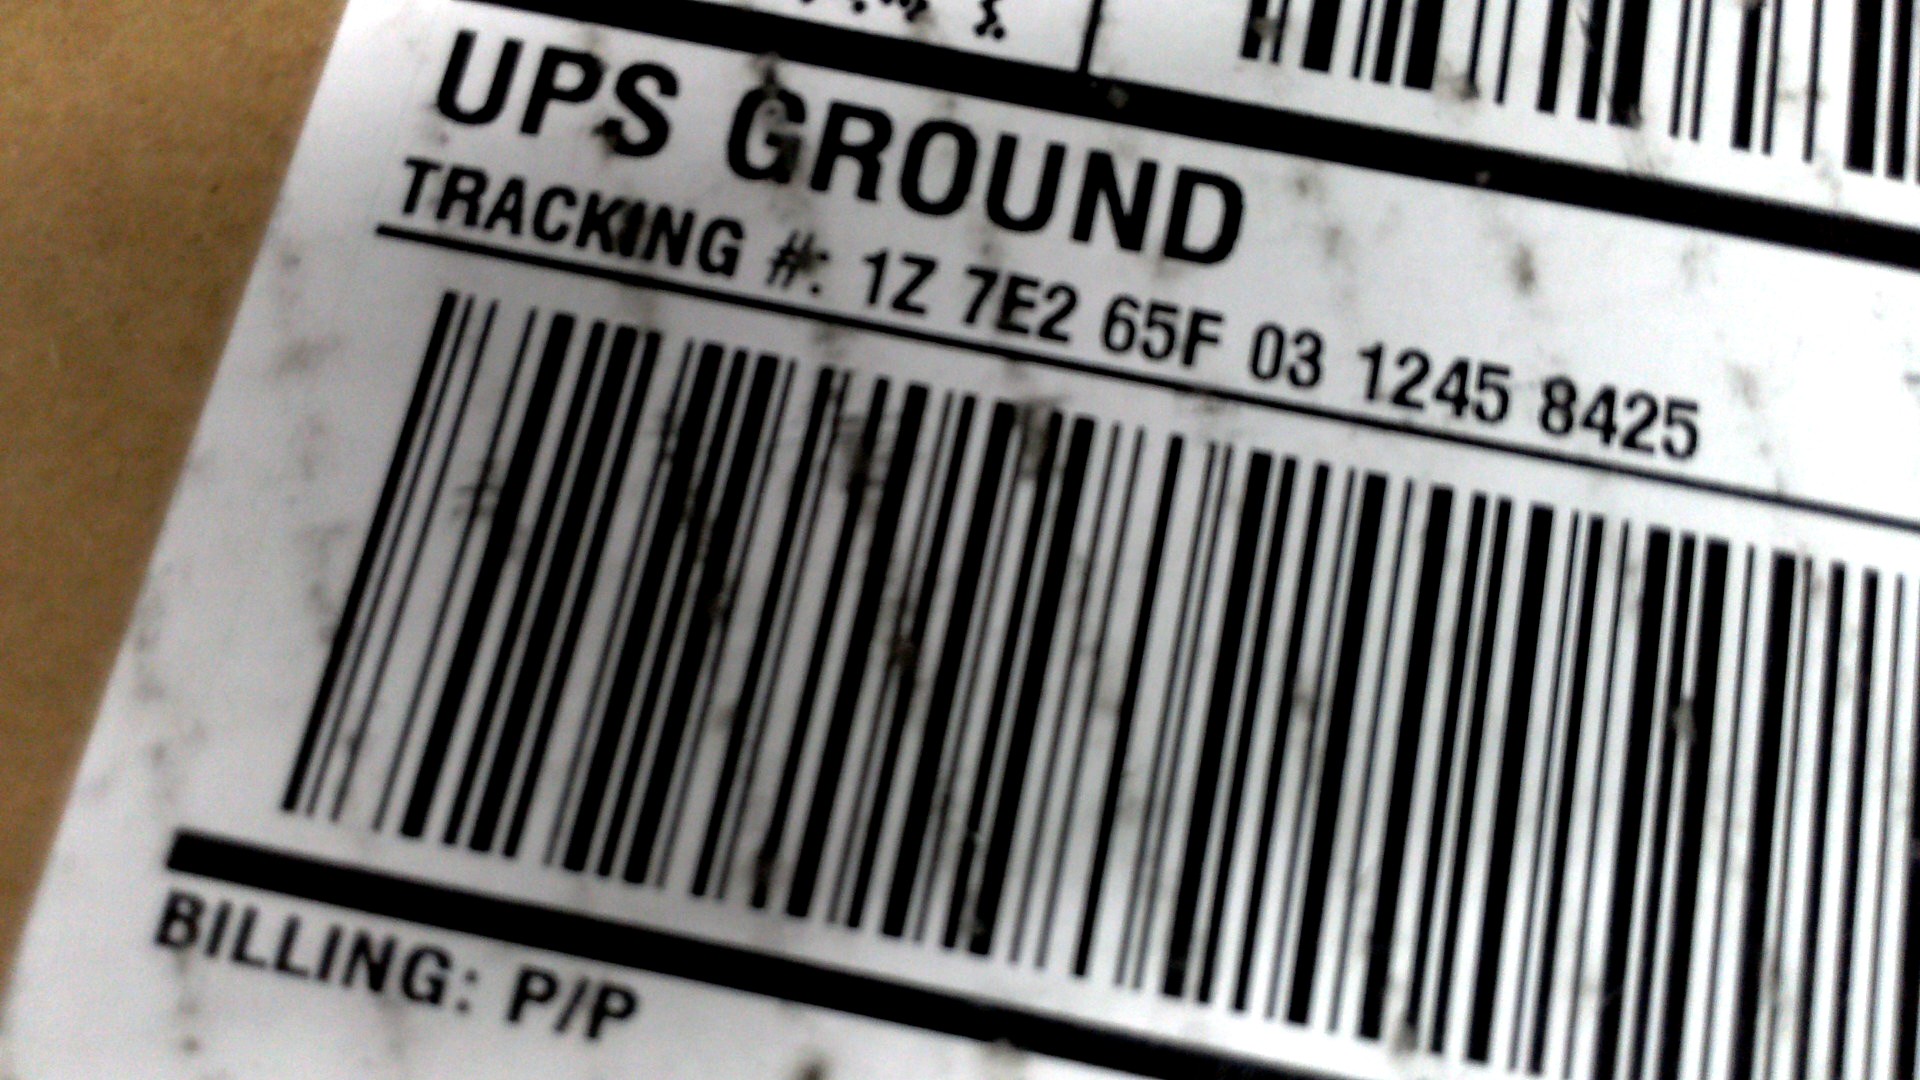 UPS GROUND
TRACKING #: 1Z 7E2 65F 03 1245 8425
BILLING: P/P